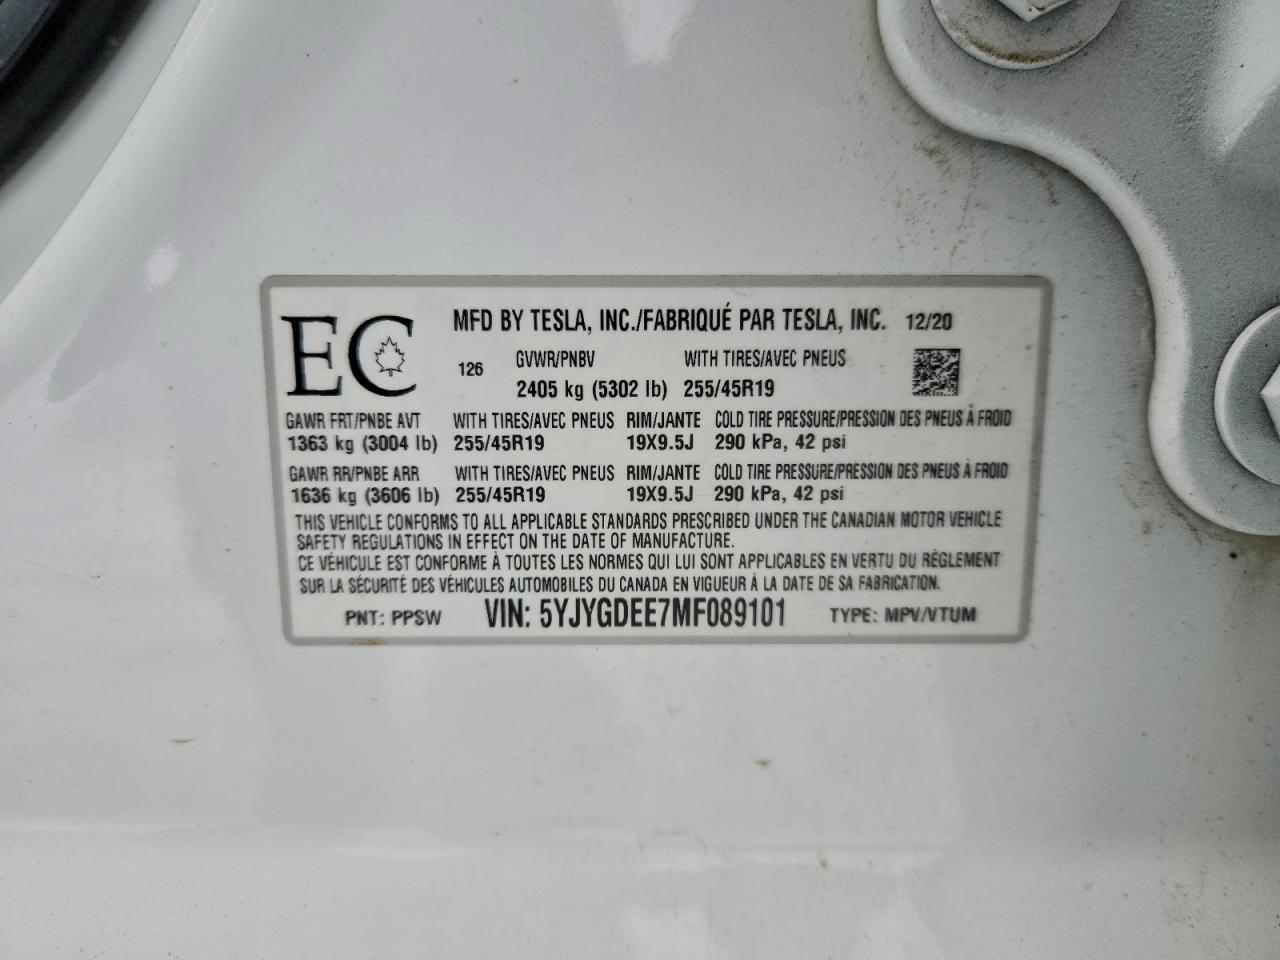 EC MFD BY TESLA, INC./FABRIQUÉ PAR TESLA, INC. 12/20
126 GVWR/PNBV WITH TIRES/AVEC PNEUS
2405 kg (5302 lb) 255/45R19
GAWR FRT/PNBE AVT WITH TIRES/AVEC PNEUS RIM/JANTE COLD TIRE PRESSURE/PRESSION DES PNEUS À FROID
1363 kg (3004 lb) 255/45R19 19X9.5J 290 kPa, 42 psi
GAWR RR/PNBE ARR WITH TIRES/AVEC PNEUS RIM/JANTE COLD TIRE PRESSURE/PRESSION DES PNEUS À FROID
1636 kg (3606 lb) 255/45R19 19X9.5J 290 kPa, 42 psi
THIS VEHICLE CONFORMS TO ALL APPLICABLE STANDARDS PRESCRIBED UNDER THE CANADIAN MOTOR VEHICLE
SAFETY REGULATIONS IN EFFECT ON THE DATE OF MANUFACTURE.
CE VÉHICULE EST CONFORME À TOUTES LES NORMES QUI LUI SONT APPLICABLES EN VERTU DU RÈGLEMENT
SUR LA SÉCURITÉ DES VÉHICULES AUTOMOBILES DU CANADA EN VIGUEUR À LA DATE DE SA FABRICATION.
PNT: PPSW VIN: 5YJYGDEE7MF089101 TYPE: MPV/VTUM